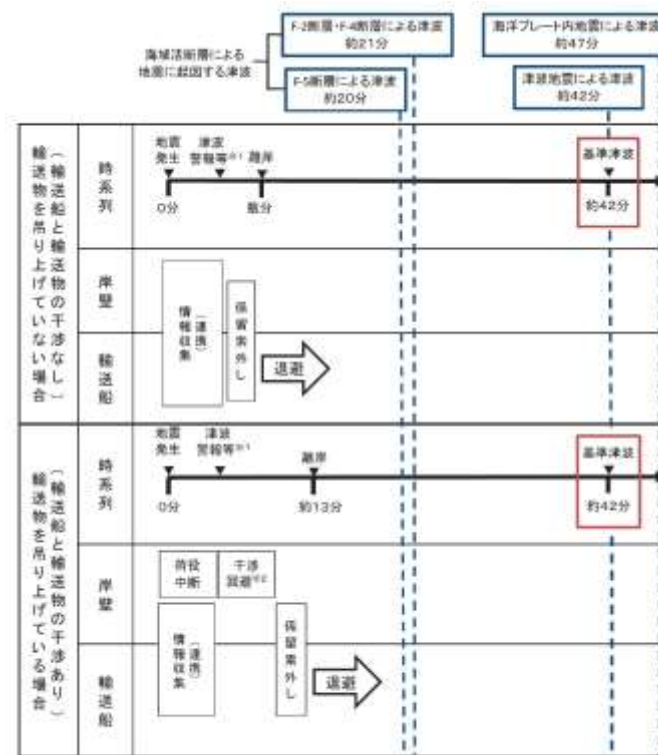 海域活断層による
地震に起因する津波
F-2断層・F-4断層による津波
約21分
F-5断層による津波
約20分
海洋プレート内地震による津波
約47分
津波地震による津波
約42分
輸送物を吊り上げていない場合
（輸送船と輸送物の干渉なし）
時系列
地震
発生
津波
警報等※1
離岸
基準津波
0分
数分
約42分
岸壁
輸送船
情報収集
（連携）
係留索外し
退避
輸送物を吊り上げている場合
（輸送船と輸送物の干渉あり）
時系列
地震
発生
津波
警報等※1
離岸
基準津波
0分
約13分
約42分
岸壁
輸送船
荷役
中断
干渉
回避※2
情報収集
（連携）
係留索外し
退避